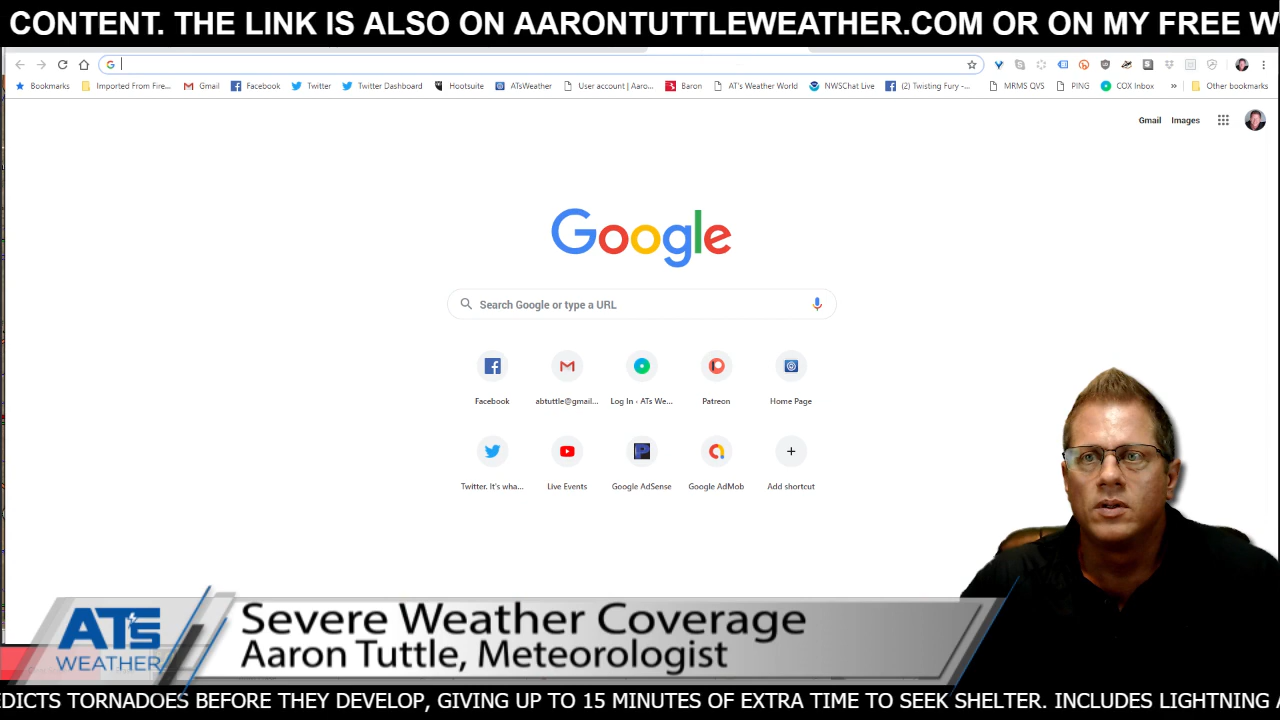 CONTENT. THE LINK IS ALSO ON AARONTUTTLEWEATHER.COM OR ON MY FREE W
G
Bookmarks Imported From Fire... Gmail Facebook Twitter Twitter Dashboard Hootsuite ATsWeather User account | Aaro... Baron AT's Weather World NWSChat Live (2) Twisting Fury -... MRMS QVS PING COX Inbox » Other bookmarks
Gmail Images
Google
Search Google or type a URL
Facebook abtuttle@gmail... Log In ‹ ATs We... Patreon Home Page
Twitter. It's wha... Live Events Google AdSense Google AdMob Add shortcut
ATs
WEATHER
Severe Weather Coverage
Aaron Tuttle, Meteorologist
EDICTS TORNADOES BEFORE THEY DEVELOP, GIVING UP TO 15 MINUTES OF EXTRA TIME TO SEEK SHELTER. INCLUDES LIGHTNING A